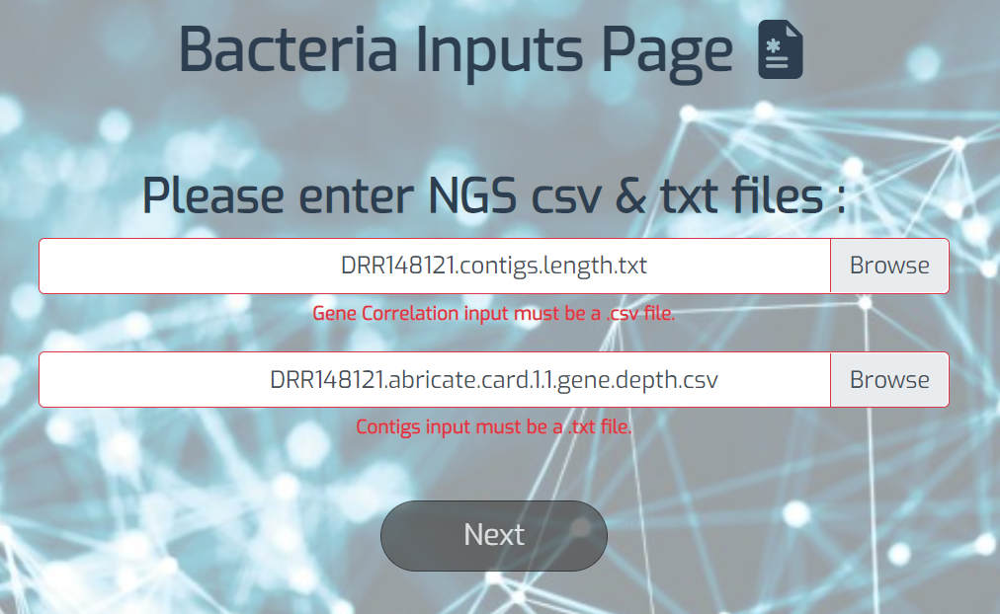 Bacteria Inputs Page
Please enter NGS csv & txt files :
DRR148121.contigs.length.txt
Browse
Gene Correlation input must be a .csv file.
DRR148121.abricate.card.1.1.gene.depth.csv
Browse
Contigs input must be a .txt file.
Next